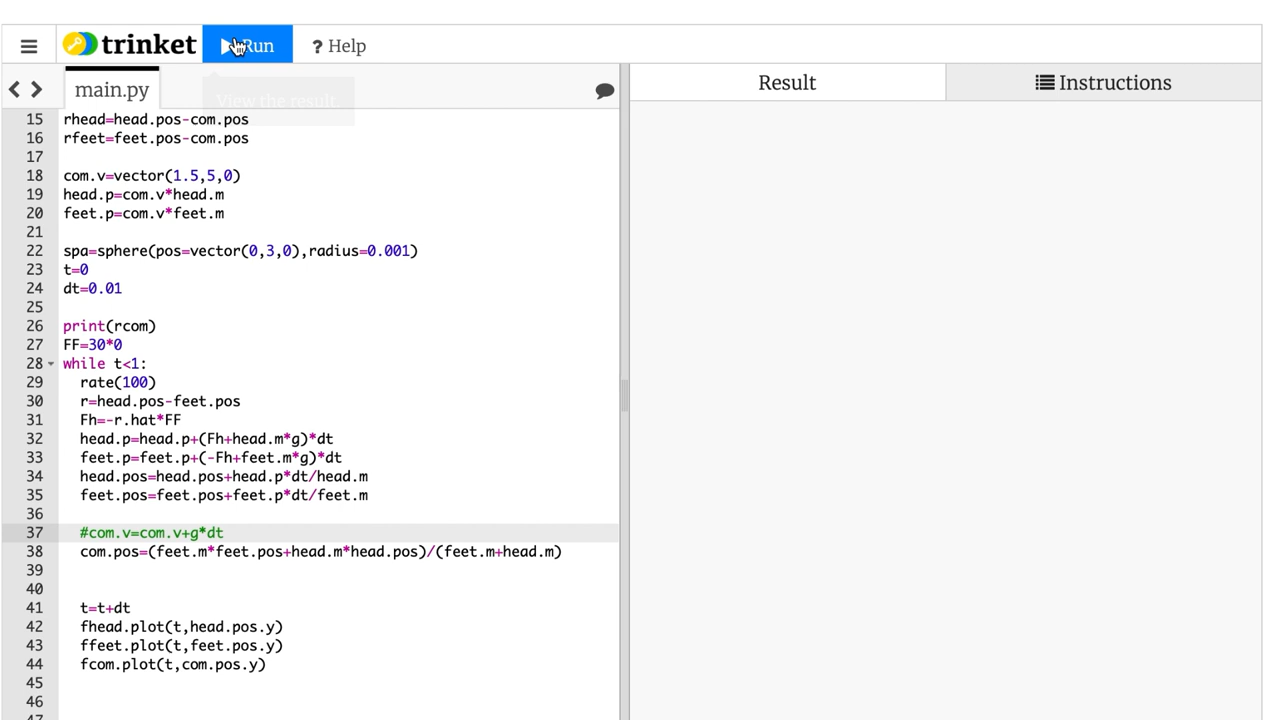 trinket Run ? Help
main.py View the result. Result Instructions
15 rhead=head.pos-com.pos
16 rfeet=feet.pos-com.pos
17
18 com.v=vector(1.5,5,0)
19 head.p=com.v*head.m
20 feet.p=com.v*feet.m
21
22 spa=sphere(pos=vector(0,3,0),radius=0.001)
23 t=0
24 dt=0.01
25
26 print(rcom)
27 FF=30*0
28 while t<1:
29 rate(100)
30 r=head.pos-feet.pos
31 Fh=-r.hat*FF
32 head.p=head.p+(Fh+head.m*g)*dt
33 feet.p=feet.p+(-Fh+feet.m*g)*dt
34 head.pos=head.pos+head.p*dt/head.m
35 feet.pos=feet.pos+feet.p*dt/feet.m
36
37 #com.v=com.v+g*dt
38 com.pos=(feet.m*feet.pos+head.m*head.pos)/(feet.m+head.m)
39
40
41 t=t+dt
42 fhead.plot(t,head.pos.y)
43 ffeet.plot(t,feet.pos.y)
44 fcom.plot(t,com.pos.y)
45
46
47